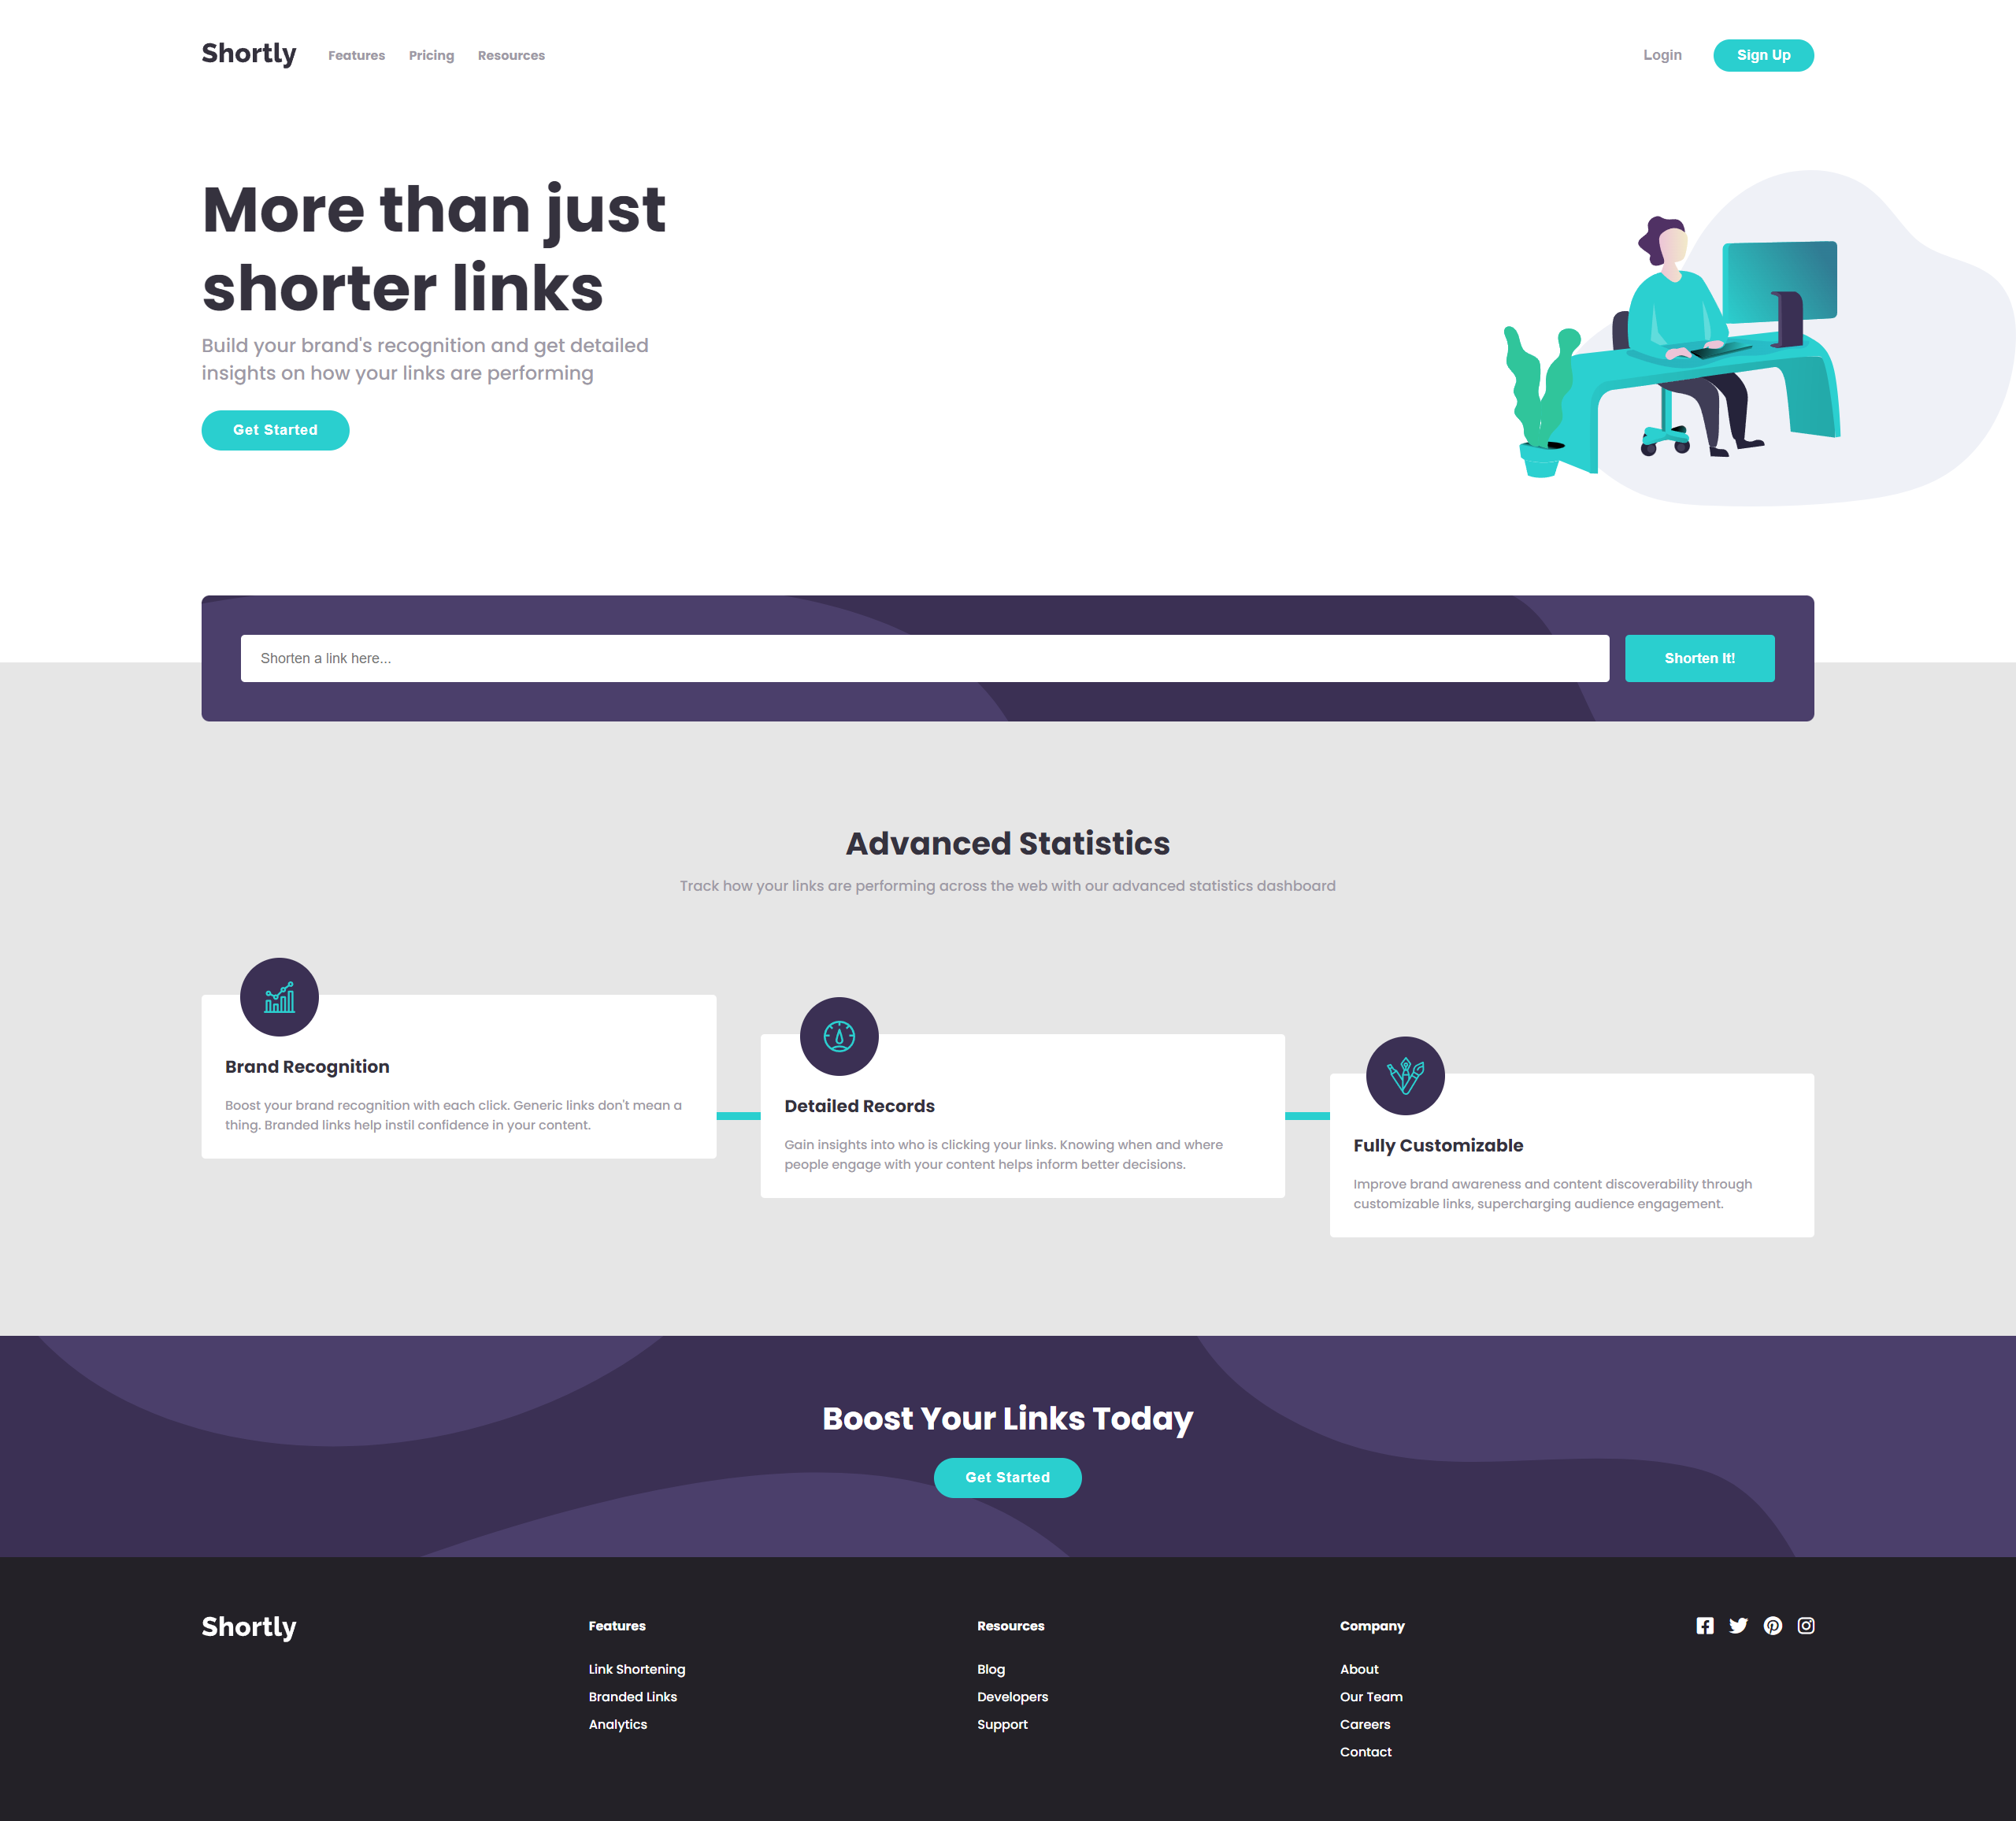 Shortly
Features
Pricing
Resources
Login
Sign Up
More than just
shorter links
Build your brand's recognition and get detailed
insights on how your links are performing
Get Started
Shorten a link here...
Shorten It!
Advanced Statistics
Track how your links are performing across the web with our advanced statistics dashboard
Brand Recognition
Boost your brand recognition with each click. Generic links don't mean a
thing. Branded links help instil confidence in your content.
Detailed Records
Gain insights into who is clicking your links. Knowing when and where
people engage with your content helps inform better decisions.
Fully Customizable
Improve brand awareness and content discoverability through
customizable links, supercharging audience engagement.
Boost Your Links Today
Get Started
Shortly
Features
Link Shortening
Branded Links
Analytics
Resources
Blog
Developers
Support
Company
About
Our Team
Careers
Contact